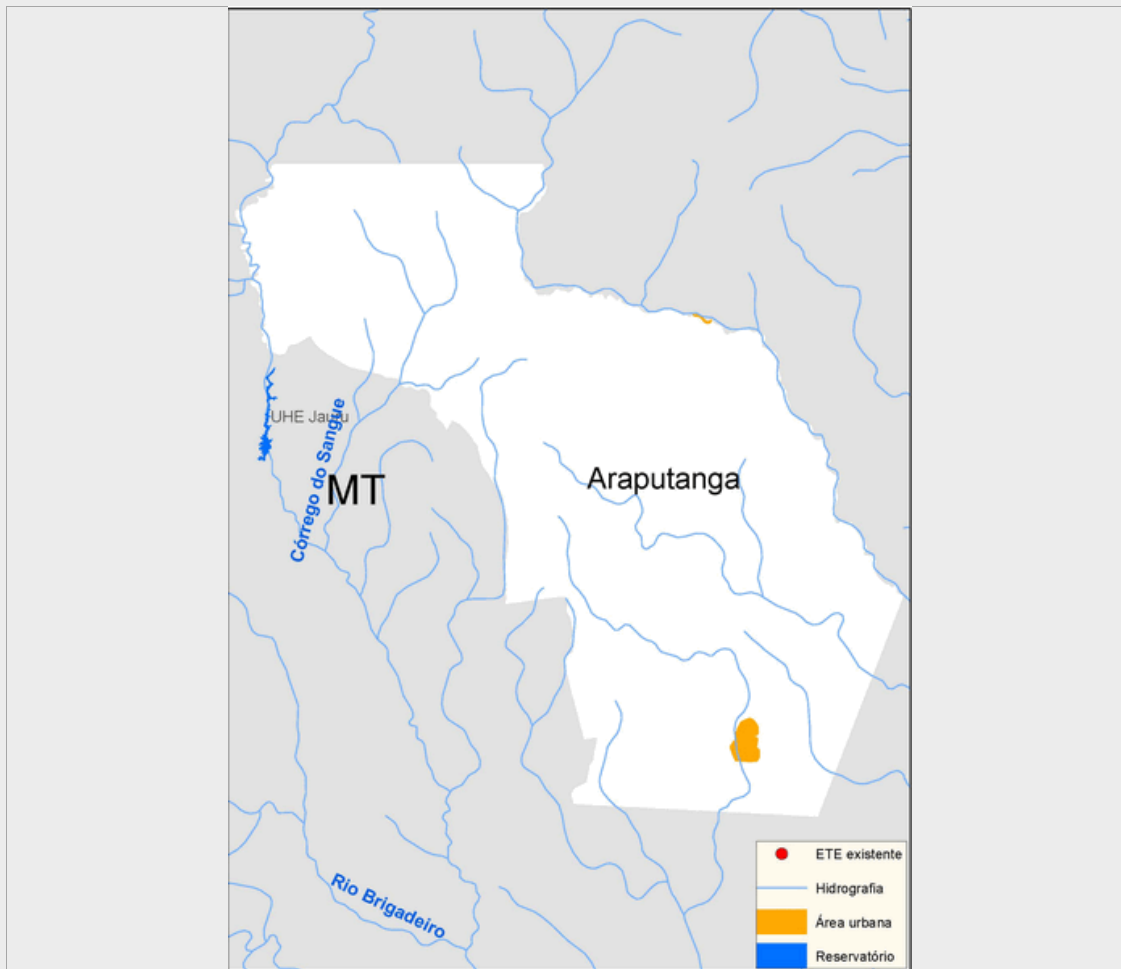 UHE Jauru
Córrego do Sangue
MT
Araputanga
Rio Brigadeiro
ETE existente
Hidrografia
Área urbana
Reservatório